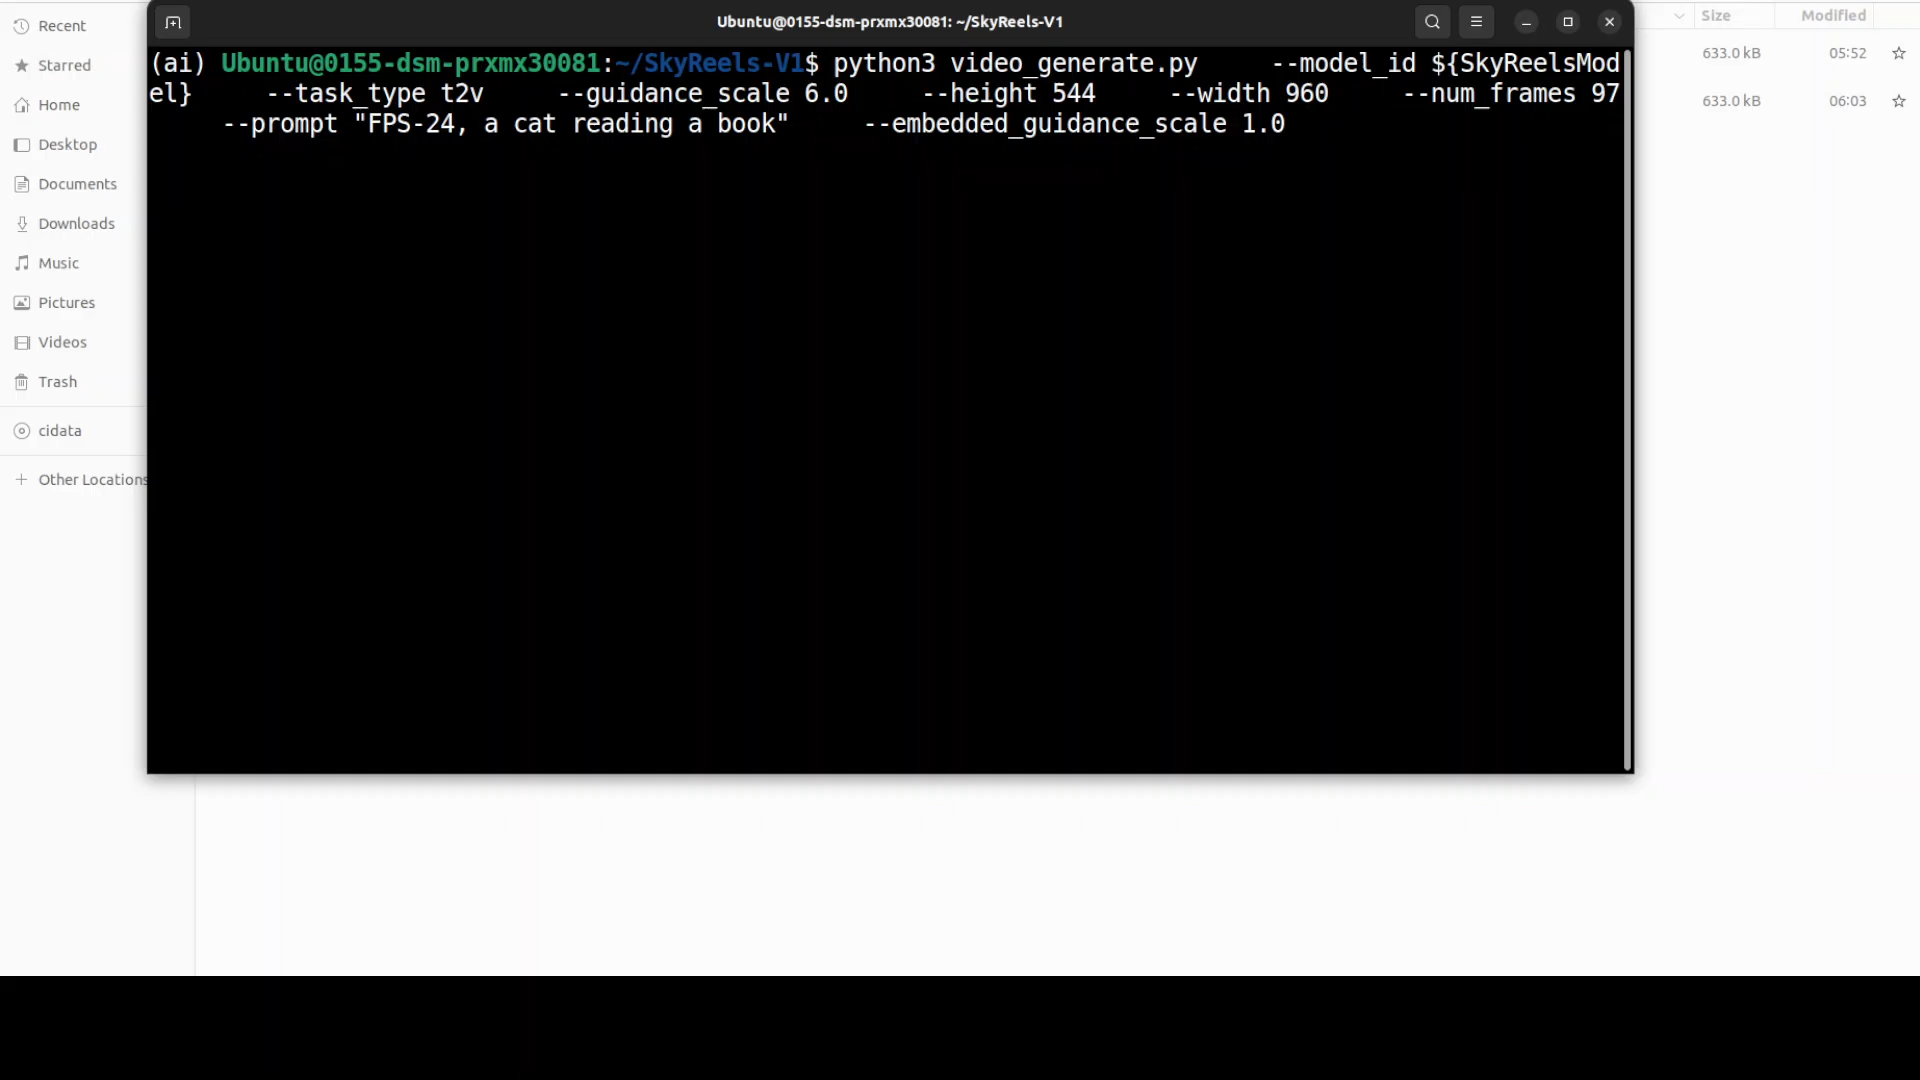 Ubuntu@0155-dsm-prxmx30081: ~/SkyReels-V1
Recent
Starred
Home
Desktop
Documents
Downloads
Music
Pictures
Videos
Trash
cidata
Other Locations
(ai) Ubuntu@0155-dsm-prxmx30081:~/SkyReels-V1$ python3 video_generate.py     --model_id ${SkyReelsMod
el}     --task_type t2v     --guidance_scale 6.0     --height 544     --width 960     --num_frames 97
     --prompt "FPS-24, a cat reading a book"     --embedded_guidance_scale 1.0
Size Modified
633.0 kB 05:52
633.0 kB 06:03